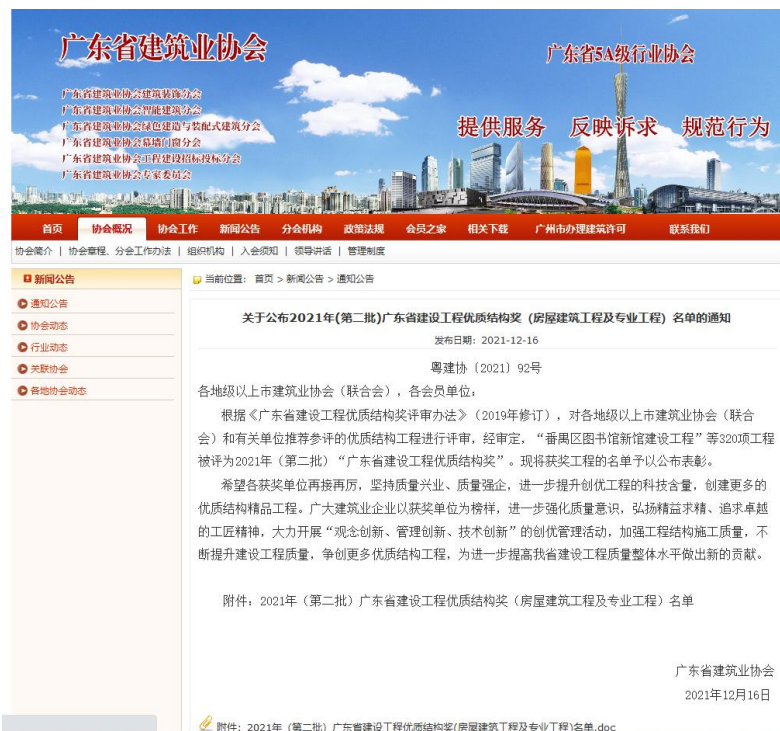 广东省建筑业协会
广东省5A级行业协会
广东省建筑业协会建筑装饰分会
广东省建筑业协会智能建筑分会
广东省建筑业协会绿色建造与装配式建筑分会
广东省建筑业协会幕墙门窗分会
广东省建筑业协会工程建设招标投标分会
广东省建筑业协会专家委员会
提供服务 反映诉求 规范行为
首页 协会概况 协会工作 新闻公告 分会机构 政策法规 会员之家 相关下载 广州市办理建筑许可 联系我们
协会简介 | 协会章程、分会工作办法 | 组织机构 | 入会须知 | 领导讲话 | 管理制度
新闻公告
当前位置: 首页 > 新闻公告 > 通知公告
通知公告
协会动态
行业动态
关联协会
各地协会动态
关于公布2021年(第二批)广东省建设工程优质结构奖 (房屋建筑工程及专业工程) 名单的通知
发布日期: 2021-12-16
粤建协〔2021〕92号
各地级以上市建筑业协会（联合会），各会员单位：
根据《广东省建设工程优质结构奖评审办法》（2019年修订），对各地级以上市建筑业协会（联合
会）和有关单位推荐参评的优质结构工程进行评审，经审定，“番禺区图书馆新馆建设工程”等320项工程
被评为2021年（第二批）“广东省建设工程优质结构奖”。现将获奖工程的名单予以公布表彰。
希望各获奖单位再接再厉，坚持质量兴业、质量强企，进一步提升创优工程的科技含量，创建更多的
优质结构精品工程。广大建筑业企业以获奖单位为榜样，进一步强化质量意识，弘扬精益求精、追求卓越
的工匠精神，大力开展“观念创新、管理创新、技术创新”的创优管理活动，加强工程结构施工质量，不
断提升建设工程质量，争创更多优质结构工程，为进一步提高我省建设工程质量整体水平做出新的贡献。
附件：2021年（第二批）广东省建设工程优质结构奖（房屋建筑工程及专业工程）名单
广东省建筑业协会
2021年12月16日
附件: 2021年 (第二批) 广东省建设工程优质结构奖(房屋建筑工程及专业工程)名单.doc